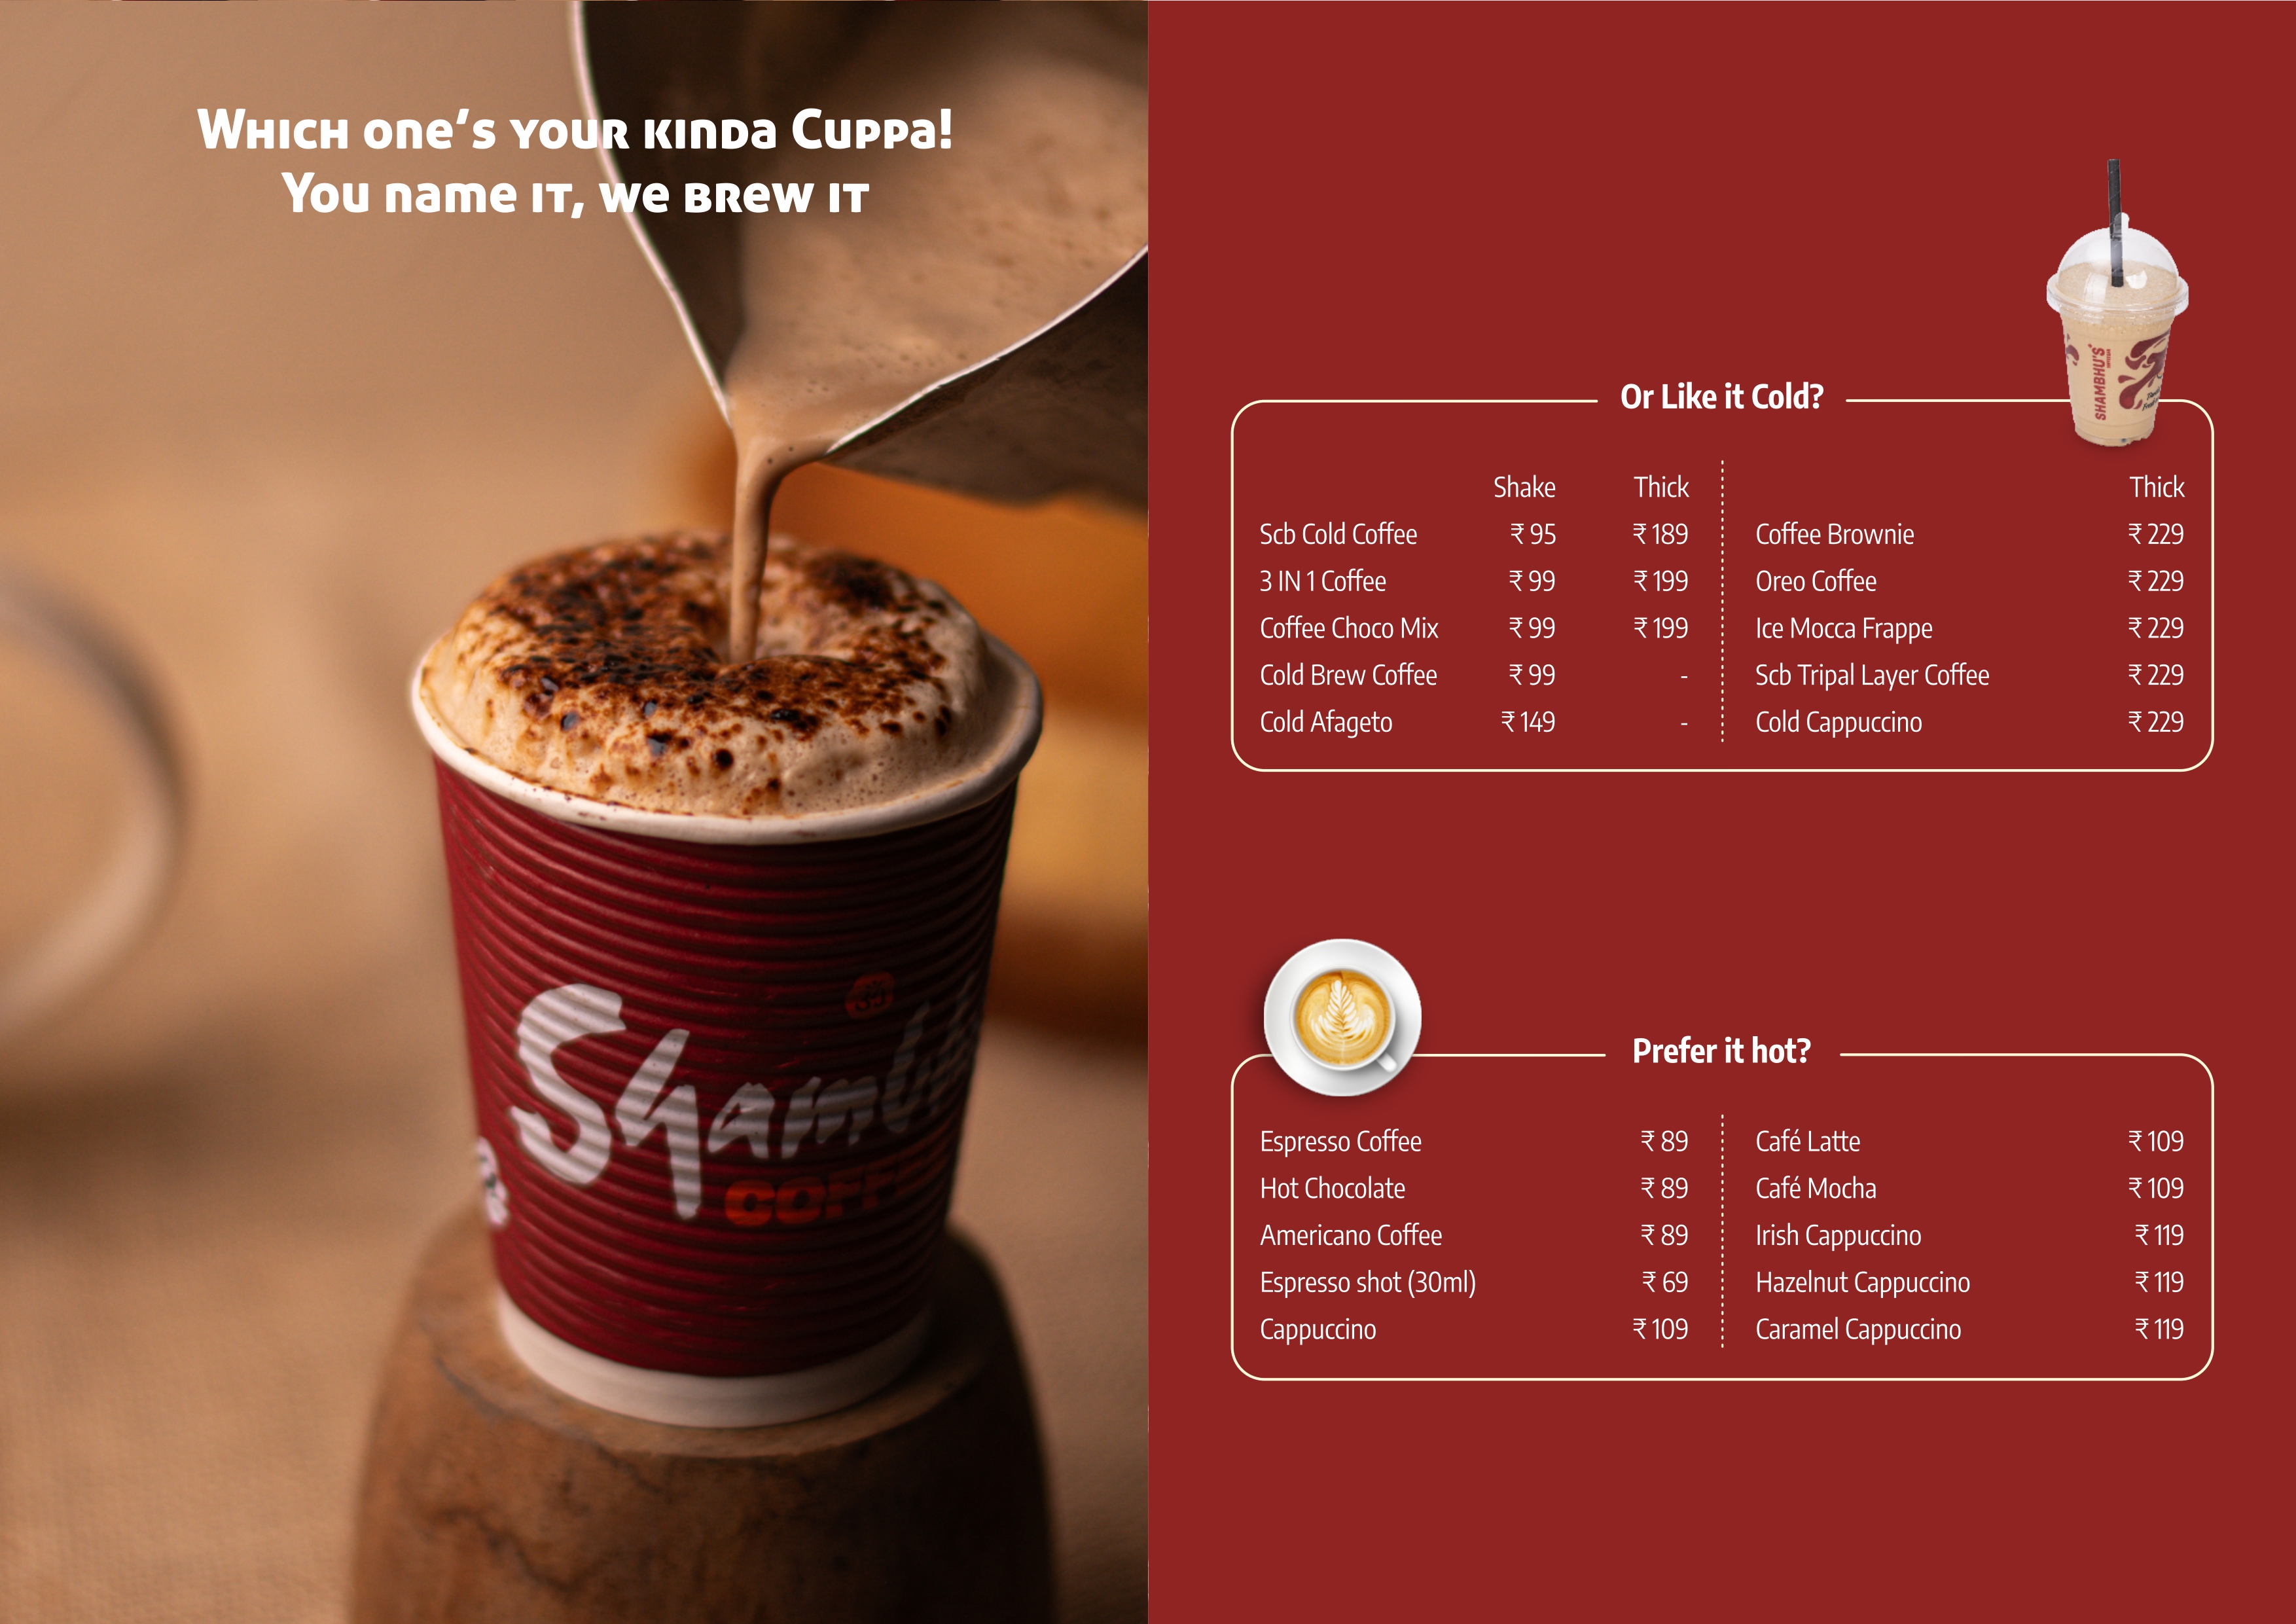 Which one's your kinda Cuppa!
You name it, we brew it
Shamb
COFF
SHAMBHU'S
Or Like it Cold?
Shake Thick Thick
Scb Cold Coffee ₹ 95 ₹ 189 Coffee Brownie ₹ 229
3 IN 1 Coffee ₹ 99 ₹ 199 Oreo Coffee ₹ 229
Coffee Choco Mix ₹ 99 ₹ 199 Ice Mocca Frappe ₹ 229
Cold Brew Coffee ₹ 99 - Scb Tripal Layer Coffee ₹ 229
Cold Afageto ₹ 149 - Cold Cappuccino ₹ 229
Prefer it hot?
Espresso Coffee ₹ 89 Café Latte ₹ 109
Hot Chocolate ₹ 89 Café Mocha ₹ 109
Americano Coffee ₹ 89 Irish Cappuccino ₹ 119
Espresso shot (30ml) ₹ 69 Hazelnut Cappuccino ₹ 119
Cappuccino ₹ 109 Caramel Cappuccino ₹ 119